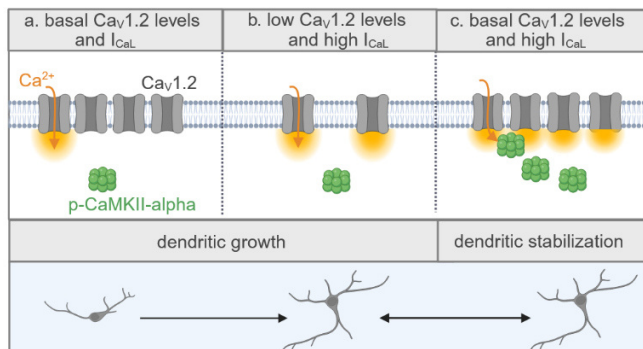 a. basal CaV1.2 levels
and ICaL
b. low CaV1.2 levels
and high ICaL
c. basal CaV1.2 levels
and high ICaL
Ca2+
CaV1.2
p-CaMKII-alpha
dendritic growth
dendritic stabilization